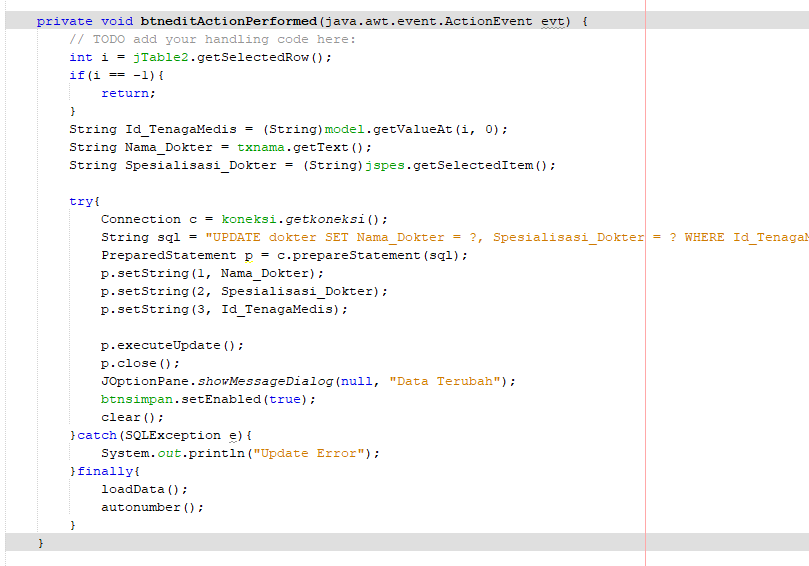 private void btneditActionPerformed(java.awt.event.ActionEvent evt) {
// TODO add your handling code here:
int i = jTable2.getSelectedRow();
if(i == -1){
return;
}
String Id_TenagaMedis = (String)model.getValueAt(i, 0);
String Nama_Dokter = txnama.getText();
String Spesialisasi_Dokter = (String)jspes.getSelectedItem();
try{
Connection c = koneksi.getkoneksi();
String sql = "UPDATE dokter SET Nama_Dokter = ?, Spesialisasi_Dokter = ? WHERE Id_TenagaM
PreparedStatement p = c.prepareStatement(sql);
p.setString(1, Nama_Dokter);
p.setString(2, Spesialisasi_Dokter);
p.setString(3, Id_TenagaMedis);
p.executeUpdate();
p.close();
JOptionPane.showMessageDialog(null, "Data Terubah");
btnsimpan.setEnabled(true);
clear();
}catch(SQLException e){
System.out.println("Update Error");
}finally{
loadData();
autonumber();
}
}